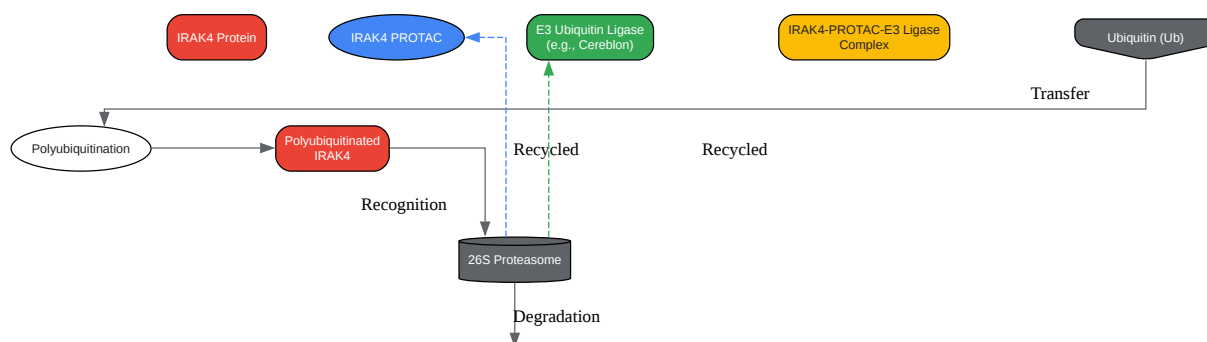 IRAK4 Protein
IRAK4 PROTAC
E3 Ubiquitin Ligase
(e.g., Cereblon)
IRAK4-PROTAC-E3 Ligase
Complex
Ubiquitin (Ub)
Transfer
Polyubiquitination
Polyubiquitinated
IRAK4
Recycled
Recycled
Recognition
26S Proteasome
Degradation